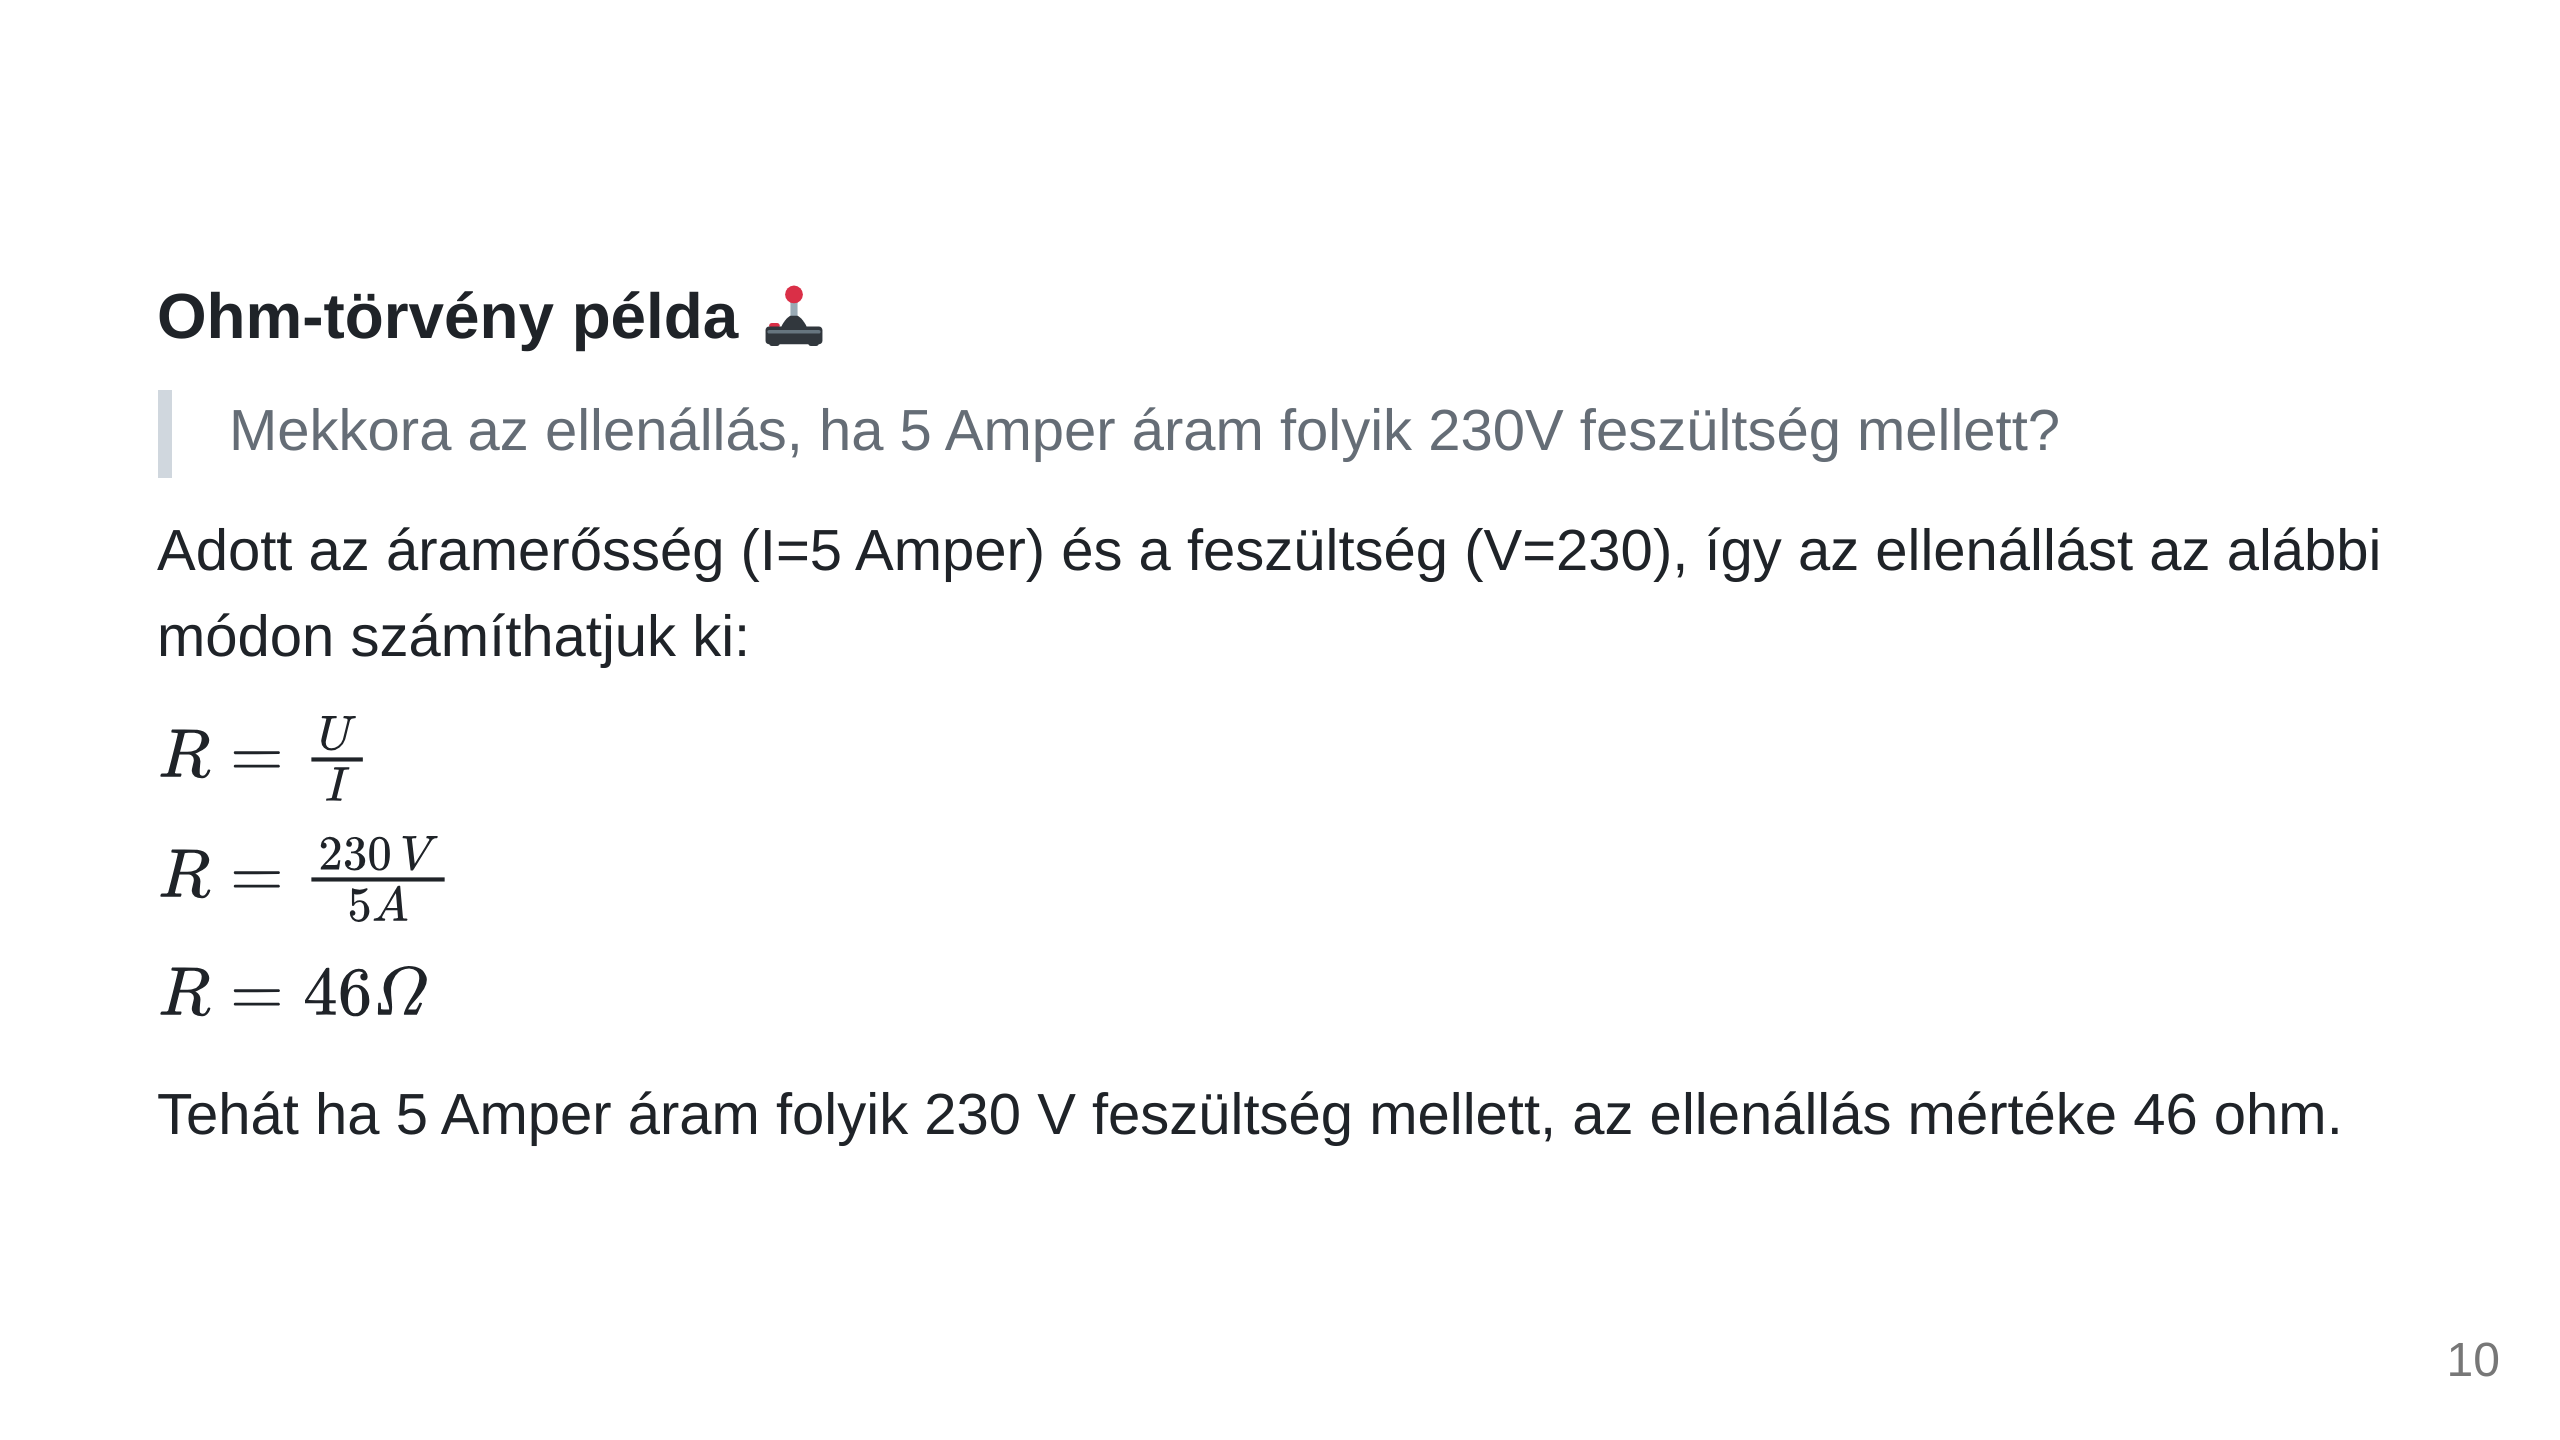 Ohm-törvény példa 🕹️
Mekkora az ellenállás, ha 5 Amper áram folyik 230V feszültség mellett?
Adott az áramerősség (I=5 Amper) és a feszültség (V=230), így az ellenállást az alábbi
módon számíthatjuk ki:
R = U/I
R = 230V/5A
R = 46Ω
Tehát ha 5 Amper áram folyik 230 V feszültség mellett, az ellenállás mértéke 46 ohm.
10